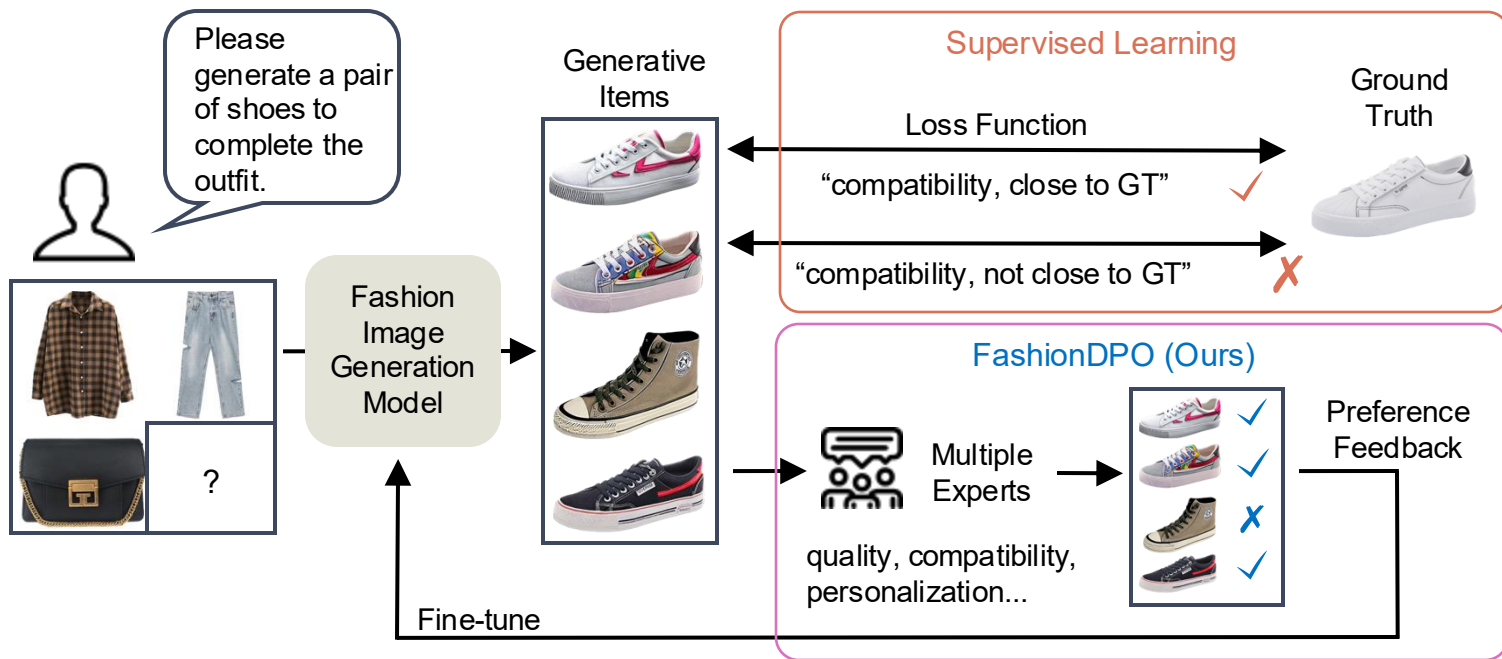 Please
generate a pair
of shoes to
complete the
outfit.
?
Fashion
Image
Generation
Model
Generative
Items
Supervised Learning
Loss Function
“compatibility, close to GT”
“compatibility, not close to GT”
Ground
Truth
FashionDPO (Ours)
Multiple
Experts
quality, compatibility,
personalization...
Preference
Feedback
Fine-tune